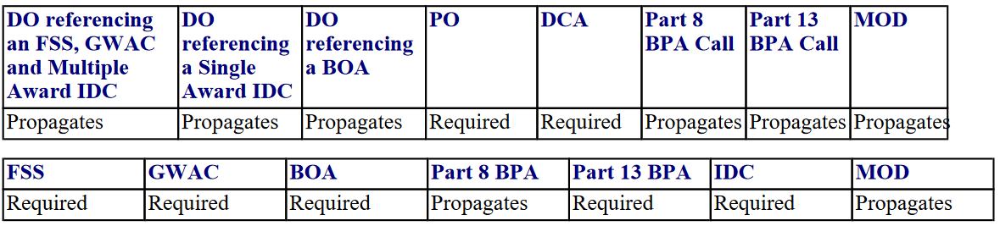 DO referencing an FSS, GWAC and Multiple Award IDC
DO referencing a Single Award IDC
DO referencing a BOA
PO
DCA
Part 8 BPA Call
Part 13 BPA Call
MOD
Propagates
Propagates
Propagates
Required
Required
Propagates
Propagates
Propagates
FSS
GWAC
BOA
Part 8 BPA
Part 13 BPA
IDC
MOD
Required
Required
Required
Propagates
Required
Required
Propagates